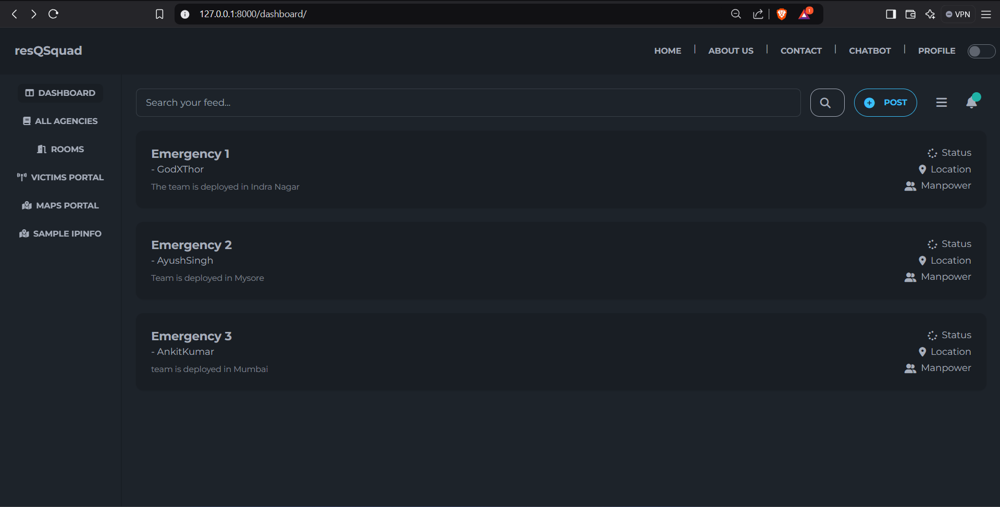 127.0.0.1:8000/dashboard/
1
VPN
resQSquad
HOME
ABOUT US
CONTACT
CHATBOT
PROFILE
DASHBOARD
ALL AGENCIES
ROOMS
VICTIMS PORTAL
MAPS PORTAL
SAMPLE IPINFO
Search your feed...
POST
Emergency 1
- GodXThor
The team is deployed in Indra Nagar
Status
Location
Manpower
Emergency 2
- AyushSingh
Team is deployed in Mysore
Status
Location
Manpower
Emergency 3
- AnkitKumar
team is deployed in Mumbai
Status
Location
Manpower